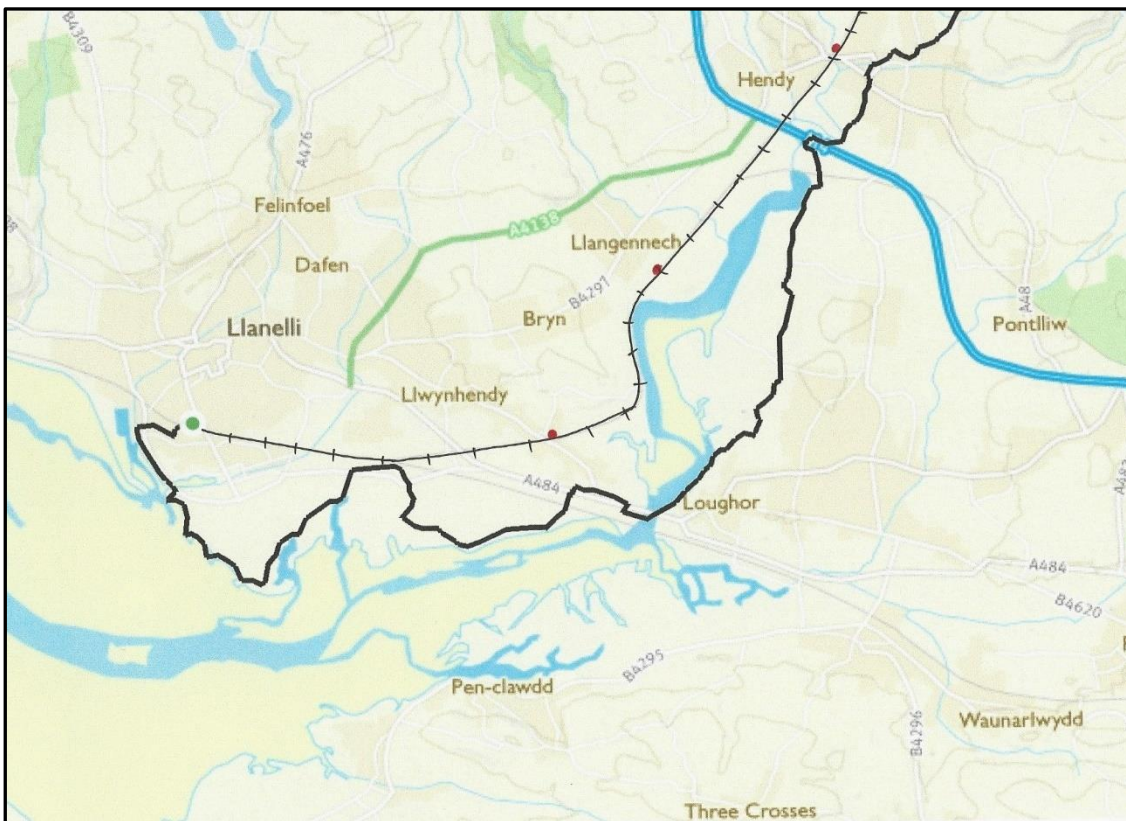 B4309
A476
Hendy
Felinfoel
A4138
Dafen
Llangennech
B4297
A48
Bryn
Pontlliw
Llanelli
Llwynhendy
A484
Loughor
A484
B4620
B4295
Pen-clawdd
B4296
Waunarlwydd
Three Crosses